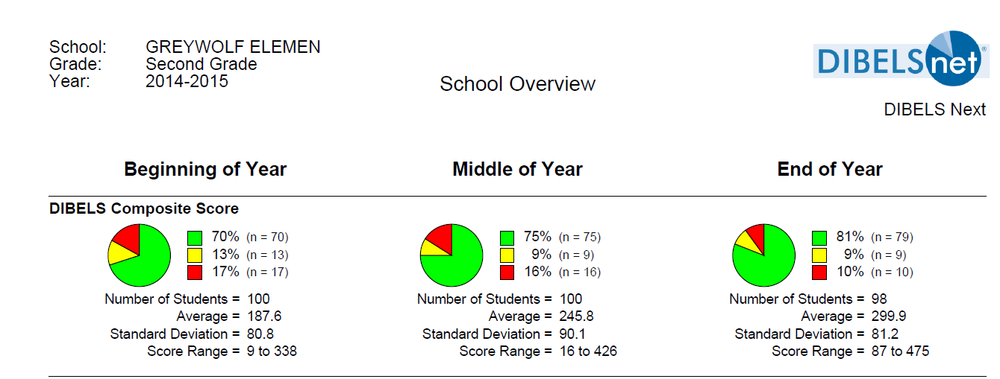 School: GREYWOLF ELEMEN
Grade: Second Grade
Year: 2014-2015
School Overview
DIBELSnet®
DIBELS Next
Beginning of Year
Middle of Year
End of Year
DIBELS Composite Score
70% (n = 70)
13% (n = 13)
17% (n = 17)
Number of Students = 100
Average = 187.6
Standard Deviation = 80.8
Score Range = 9 to 338
75% (n = 75)
9% (n = 9)
16% (n = 16)
Number of Students = 100
Average = 245.8
Standard Deviation = 90.1
Score Range = 16 to 426
81% (n = 79)
9% (n = 9)
10% (n = 10)
Number of Students = 98
Average = 299.9
Standard Deviation = 81.2
Score Range = 87 to 475